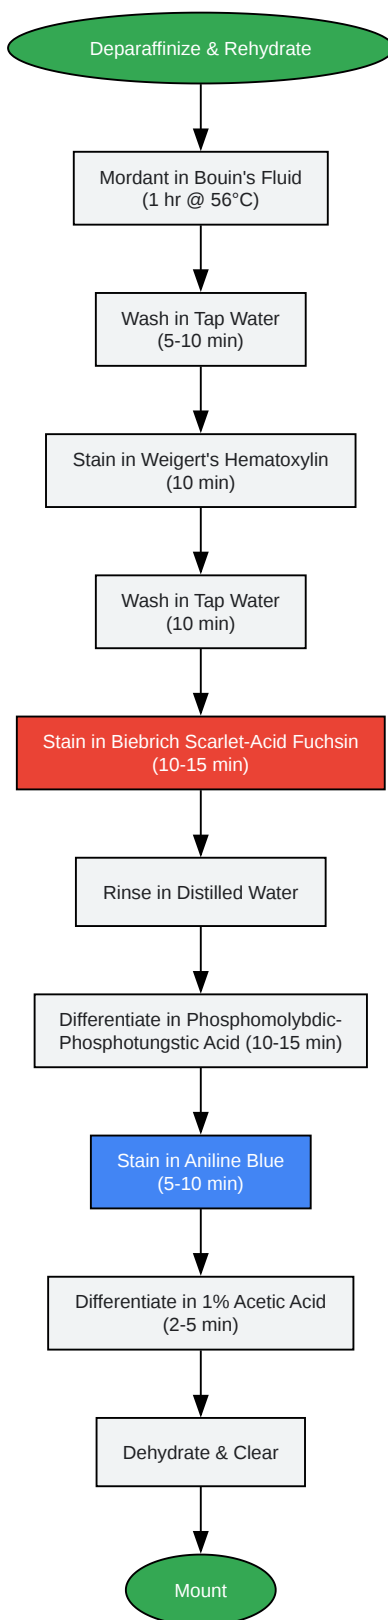 Deparaffinize & Rehydrate
Mordant in Bouin's Fluid
(1 hr @ 56°C)
Wash in Tap Water
(5-10 min)
Stain in Weigert's Hematoxylin
(10 min)
Wash in Tap Water
(10 min)
Stain in Biebrich Scarlet-Acid Fuchsin
(10-15 min)
Rinse in Distilled Water
Differentiate in Phosphomolybdic-
Phosphotungstic Acid (10-15 min)
Stain in Aniline Blue
(5-10 min)
Differentiate in 1% Acetic Acid
(2-5 min)
Dehydrate & Clear
Mount